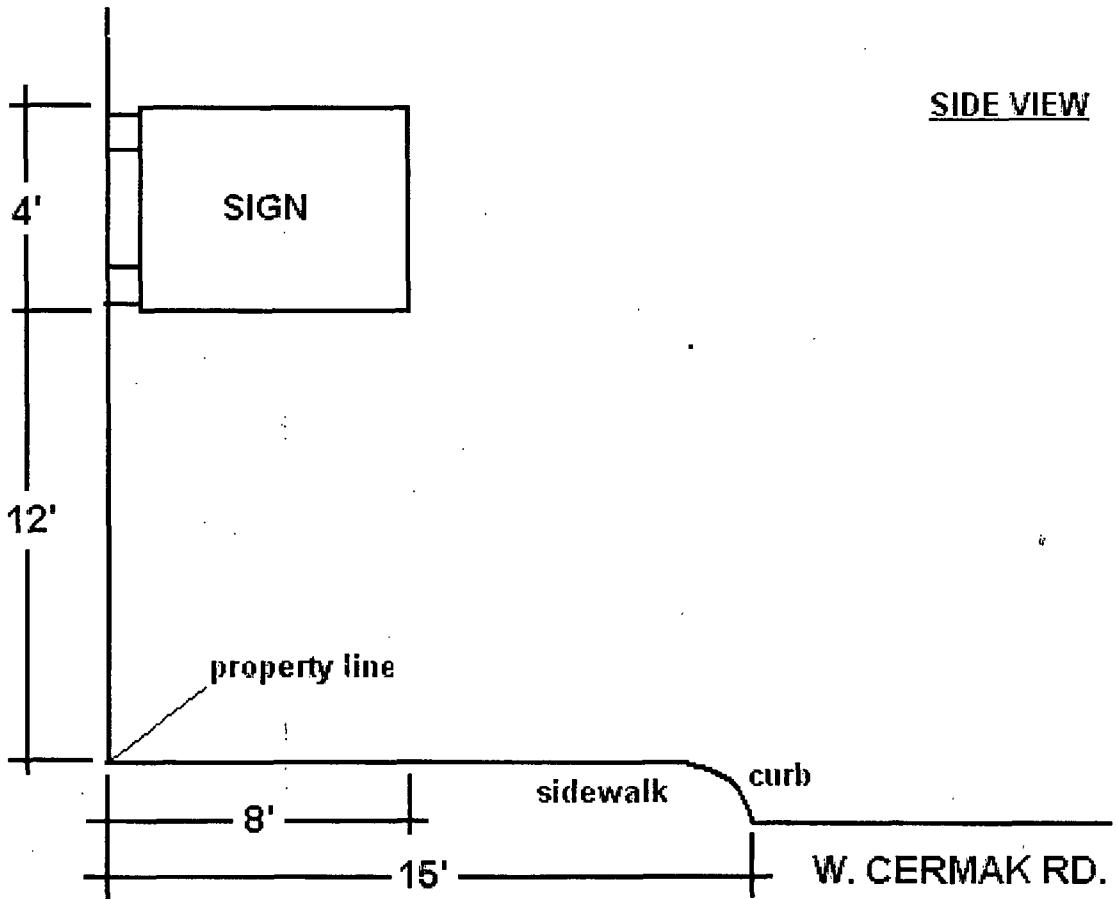 SIDE VIEW
4'
SIGN
12'
property line
sidewalk
curb
8'
15'
W. CERMAK RD.